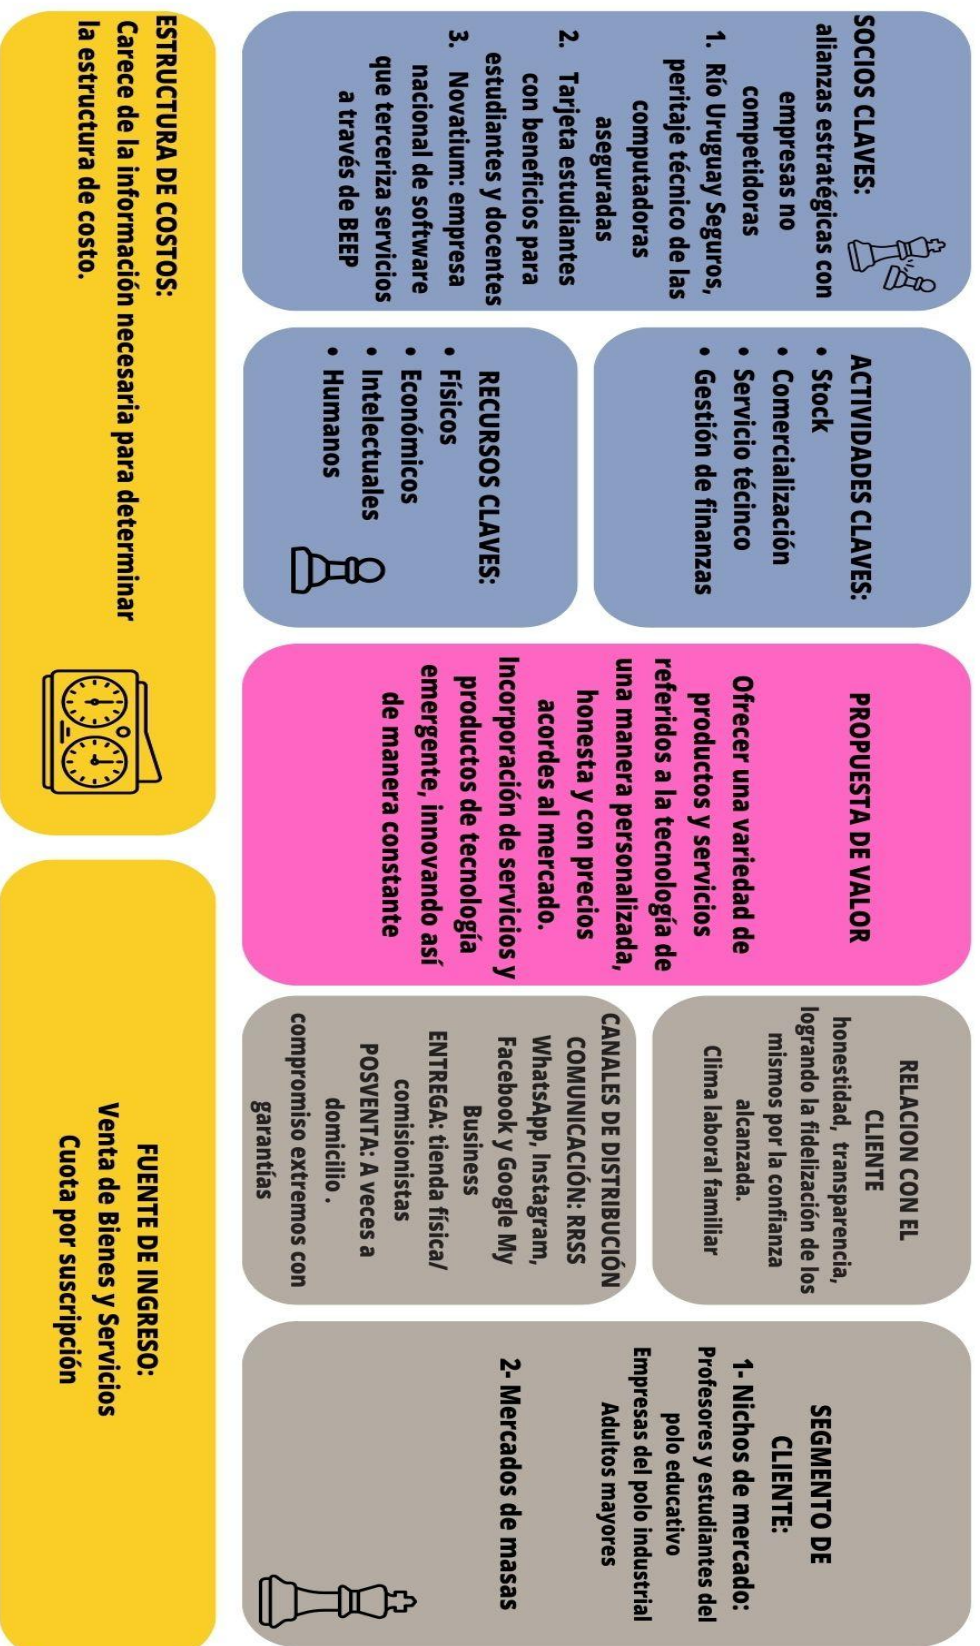 SOCIOS CLAVES:
alianzas estratégicas con
empresas no
competidoras
1. Río Uruguay Seguros,
peritaje técnico de las
computadoras
aseguradas
2. Tarjeta estudiantes
con beneficios para
estudiantes y docentes
3. Novatium: empresa
nacional de software
que terceriza servicios
a través de BEEP
ACTIVIDADES CLAVES:
• Stock
• Comercialización
• Servicio técinco
• Gestión de finanzas
RECURSOS CLAVES:
• Físicos
• Económicos
• Intelectuales
• Humanos
PROPUESTA DE VALOR
Ofrecer una variedad de
productos y servicios
referidos a la tecnología de
una manera personalizada,
honesta y con precios
acordes al mercado.
Incorporación de servicios y
productos de tecnología
emergente, innovando así
de manera constante
RELACION CON EL
CLIENTE
honestidad, transparencia,
logrando la fidelización de los
mismos por la confianza
alcanzada.
Clima laboral familiar
CANALES DE DISTRIBUCIÓN
COMUNICACIÓN: RRSS
WhatsApp, Instagram,
Facebook y Google My
Business
ENTREGA: tienda física/
comisionistas
POSVENTA: A veces a
domicilio .
compromiso extremos con
garantías
SEGMENTO DE
CLIENTE:
1- Nichos de mercado:
Profesores y estudiantes del
polo educativo
Empresas del polo industrial
Adultos mayores
2- Mercados de masas
ESTRUCTURA DE COSTOS:
Carece de la información necesaria para determinar
la estructura de costo.
FUENTE DE INGRESO:
Venta de Bienes y Servicios
Cuota por suscripción